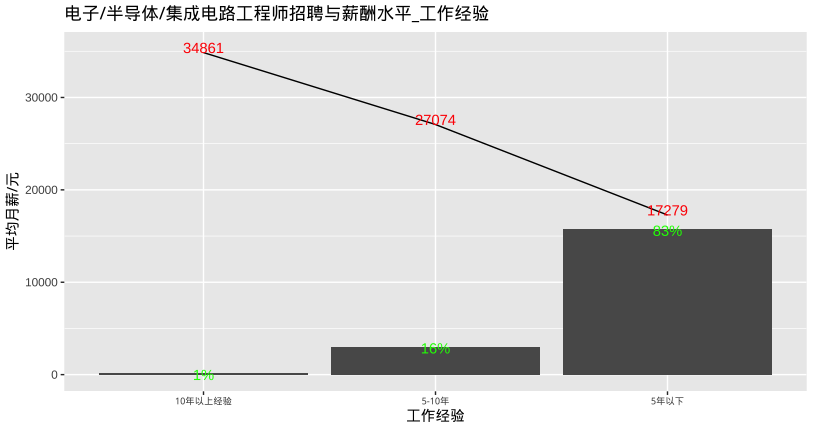 电子/半导体/集成电路工程师招聘与薪酬水平_工作经验
34861
30000
27074
20000
17279
83%
10000
16%
0
1%
平均月薪/元
10年以上经验
5-10年
5年以下
工作经验